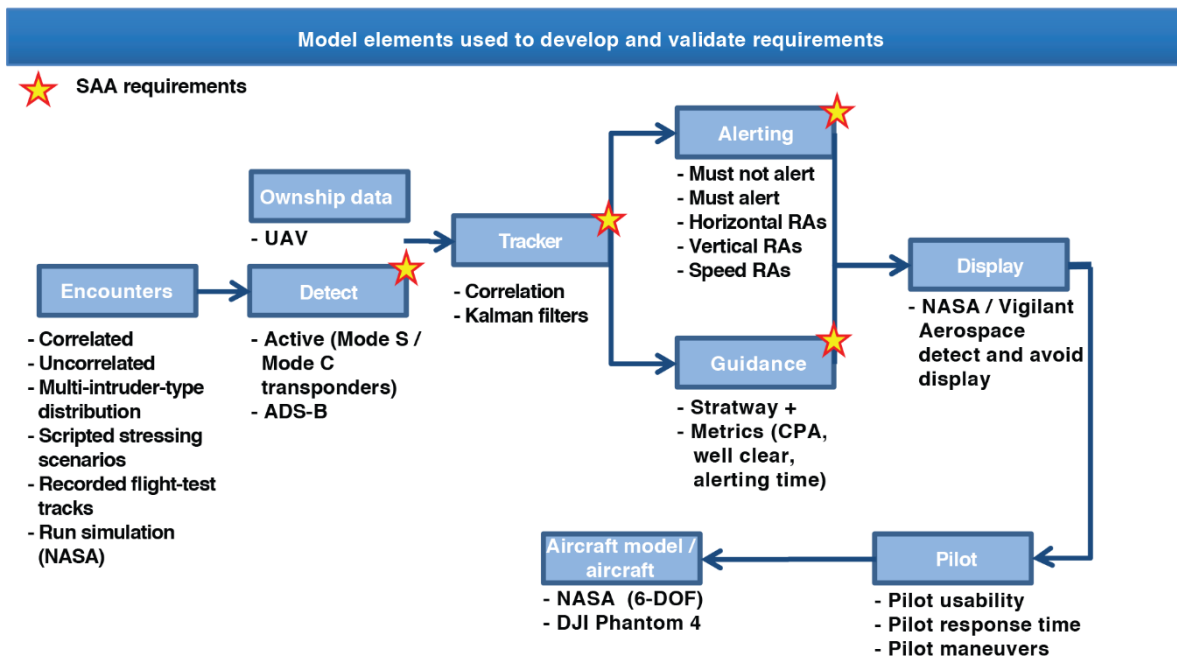 Model elements used to develop and validate requirements
SAA requirements
Ownship data
- UAV
Encounters
- Correlated
- Uncorrelated
- Multi-intruder-type
distribution
- Scripted stressing
scenarios
- Recorded flight-test
tracks
- Run simulation
(NASA)
Detect
- Active (Mode S /
Mode C
transponders)
- ADS-B
Tracker
- Correlation
- Kalman filters
Alerting
- Must not alert
- Must alert
- Horizontal RAs
- Vertical RAs
- Speed RAs
Guidance
- Stratway +
- Metrics (CPA,
well clear,
alerting time)
Display
- NASA / Vigilant
Aerospace
detect and avoid
display
Pilot
- Pilot usability
- Pilot response time
- Pilot maneuvers
Aircraft model /
aircraft
- NASA (6-DOF)
- DJI Phantom 4